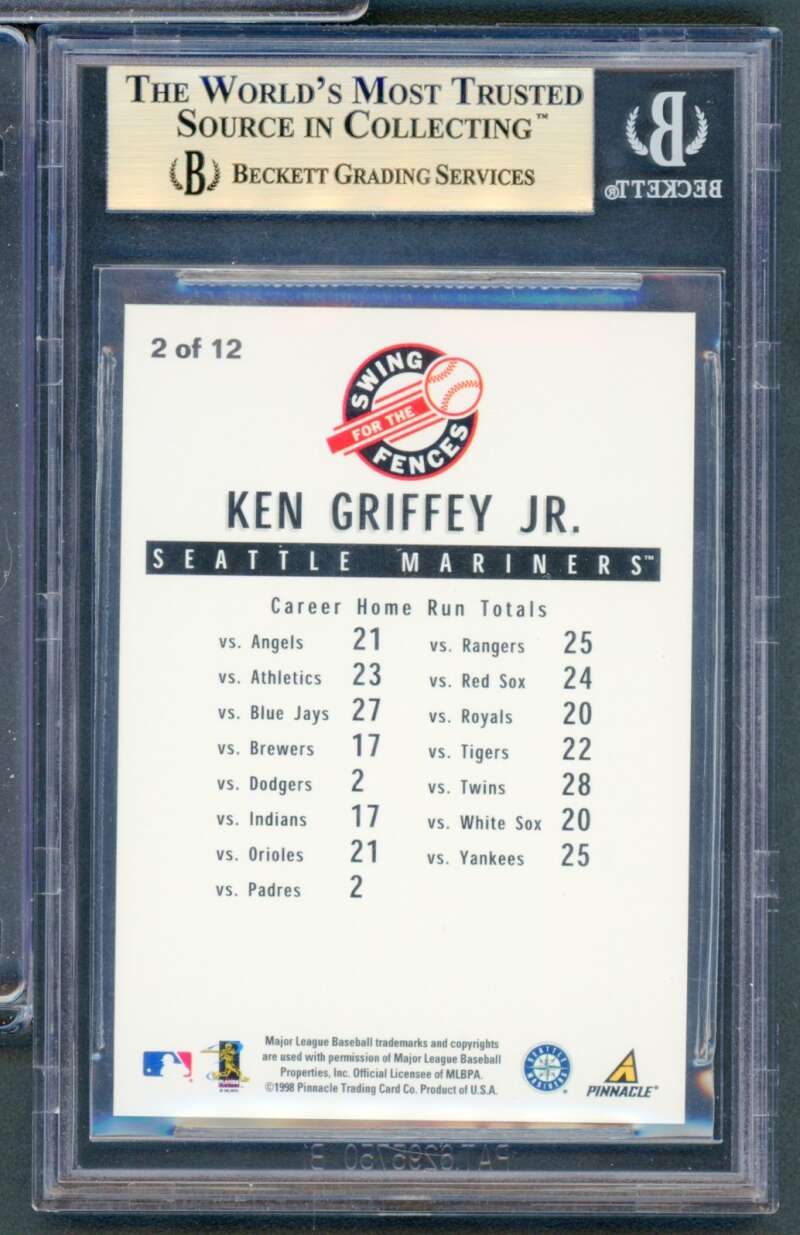 THE WORLD'S MOST TRUSTED
SOURCE IN COLLECTING™
B BECKETT GRADING SERVICES
B
BECKETT®
2 of 12
SWING
FOR THE
FENCES
KEN GRIFFEY JR.
SEATTLE MARINERS™
Career Home Run Totals
vs. Angels 21
vs. Athletics 23
vs. Blue Jays 27
vs. Brewers 17
vs. Dodgers 2
vs. Indians 17
vs. Orioles 21
vs. Padres 2
vs. Rangers 25
vs. Red Sox 24
vs. Royals 20
vs. Tigers 22
vs. Twins 28
vs. White Sox 20
vs. Yankees 25
Major League Baseball trademarks and copyrights
are used with permission of Major League Baseball
Properties, Inc. Official Licensee of MLBPA.
©1998 Pinnacle Trading Card Co. Product of U.S.A.
SEATTLE
MARINERS
PINNACLE®